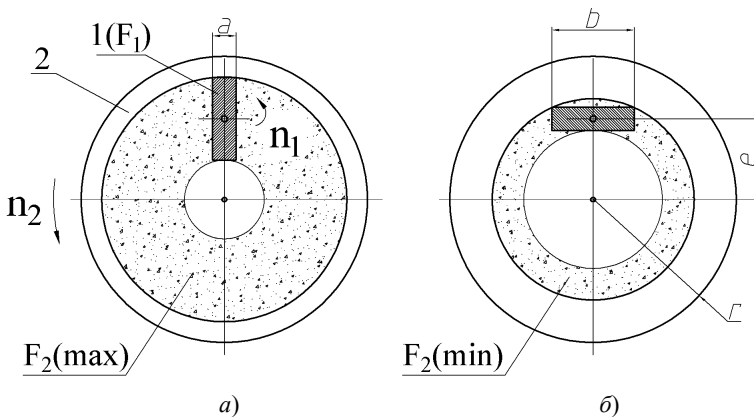 a
1(F₁)
2
n₁
n₂
F₂(max)
а)
b
e
r
F₂(min)
б)